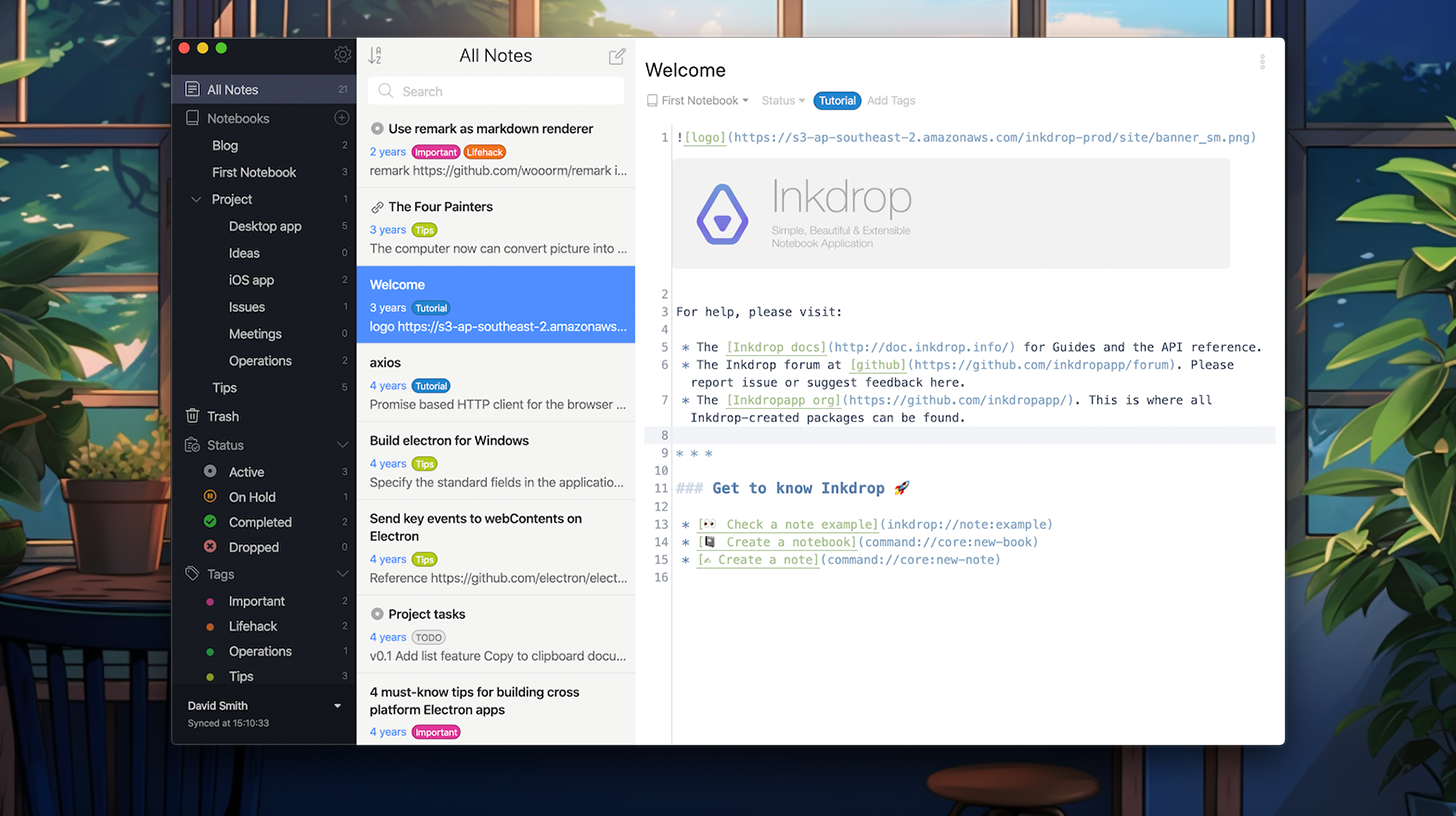 All Notes 21
Notebooks
Blog 2
First Notebook 3
Project 1
Desktop app 5
Ideas 0
iOS app 2
Issues 1
Meetings 0
Operations 2
Tips 5
Trash
Status
Active 3
On Hold 1
Completed 2
Dropped 0
Tags
Important 2
Lifehack 2
Operations 1
Tips 3
David Smith
Synced at 15:10:33
All Notes
Search
Use remark as markdown renderer
2 years Important Lifehack
remark https://github.com/wooorm/remark i...
The Four Painters
3 years Tips
The computer now can convert picture into ...
Welcome
3 years Tutorial
logo https://s3-ap-southeast-2.amazonaws...
axios
4 years Tutorial
Promise based HTTP client for the browser ...
Build electron for Windows
4 years Tips
Specify the standard fields in the applicatio...
Send key events to webContents on
Electron
4 years Tips
Reference https://github.com/electron/elect...
Project tasks
4 years TODO
v0.1 Add list feature Copy to clipboard docu...
4 must-know tips for building cross
platform Electron apps
4 years Important
Welcome
First Notebook Status Tutorial Add Tags
1 ![logo](https://s3-ap-southeast-2.amazonaws.com/inkdrop-prod/site/banner_sm.png)
Inkdrop
Simple, Beautiful & Extensible
Notebook Application
2
3 For help, please visit:
4
5 * The [Inkdrop docs](http://doc.inkdrop.info/) for Guides and the API reference.
6 * The Inkdrop forum at [github](https://github.com/inkdropapp/forum). Please
report issue or suggest feedback here.
7 * The [Inkdropapp org](https://github.com/inkdropapp/). This is where all
Inkdrop-created packages can be found.
8
9 * * *
10
11 ### Get to know Inkdrop 🚀
12
13 * [👀 Check a note example](inkdrop://note:example)
14 * [📓 Create a notebook](command://core:new-book)
15 * [✍ Create a note](command://core:new-note)
16